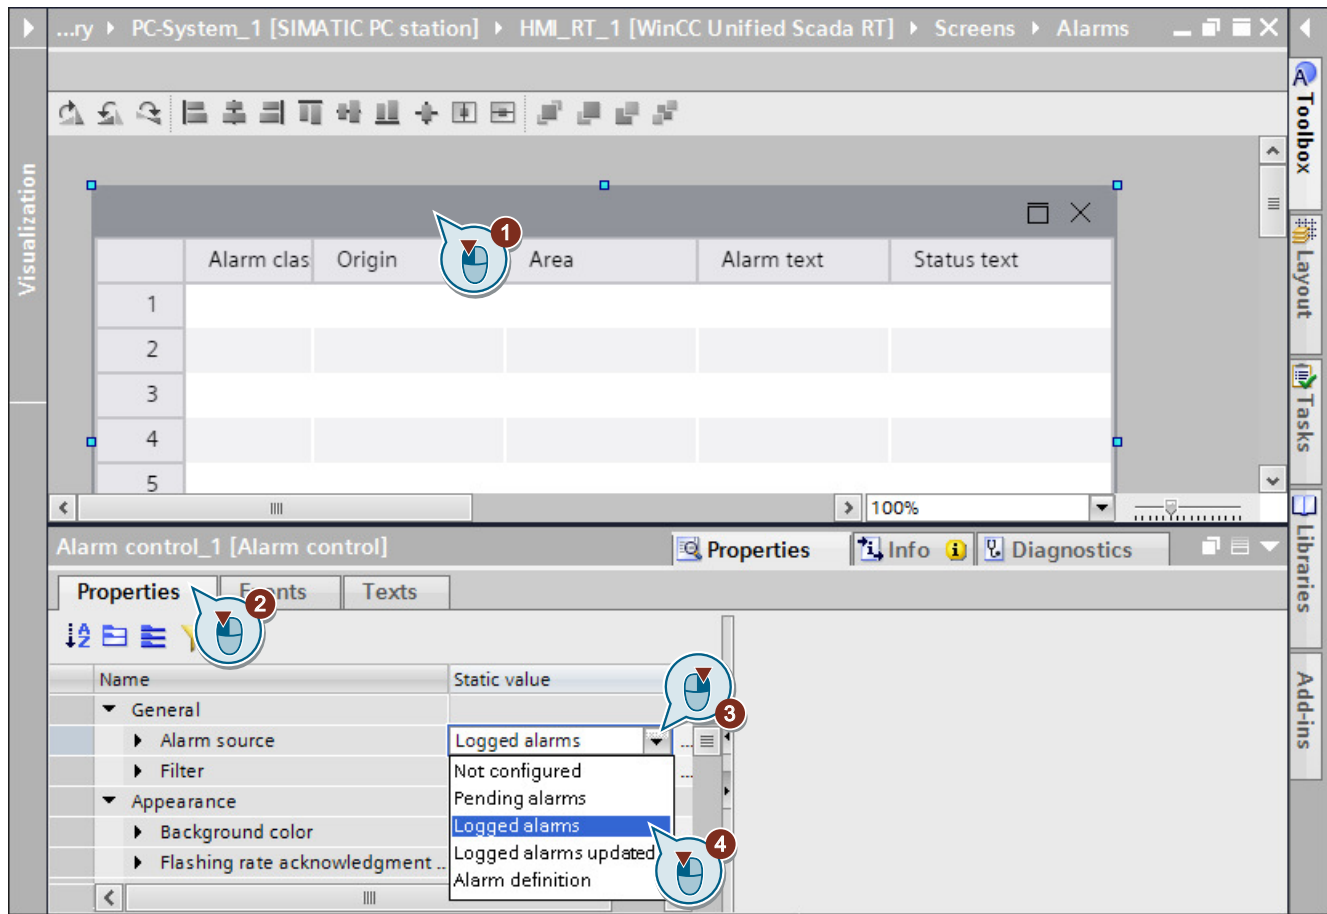 ...ry PC-System_1 [SIMATIC PC station] HMI_RT_1 [WinCC Unified Scada RT] Screens Alarms
Toolbox
Layout
Tasks
Libraries
Add-ins
Visualization
1
Alarm clas Origin Area Alarm text Status text
1
2
3
4
5
100%
Alarm control_1 [Alarm control] Properties Info Diagnostics
Properties Events Texts
2
Name Static value
General
3
Alarm source Logged alarms ...
Filter ...
Not configured
Appearance
Pending alarms
Background color
Logged alarms
Flashing rate acknowledgment ..
Logged alarms updated
4
Alarm definition